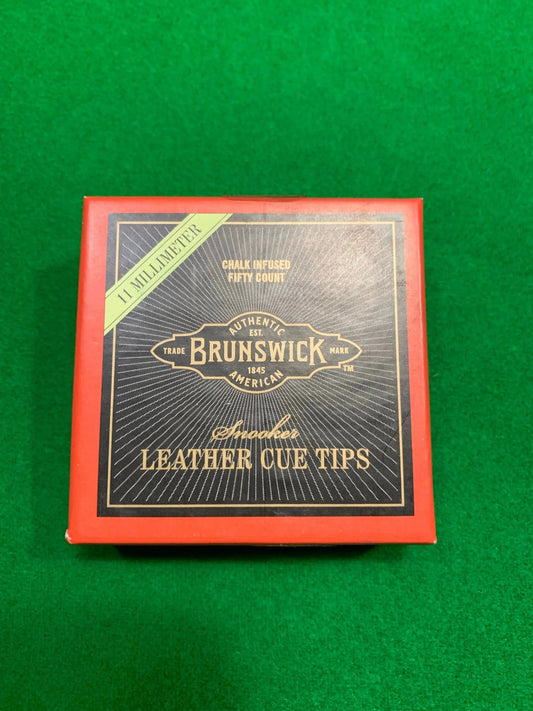 11 MILLIMETER
CHALK INFUSED
FIFTY COUNT
AUTHENTIC
EST.
TRADE BRUNSWICK MARK
1845
AMERICAN
TM
Snooker
LEATHER CUE TIPS